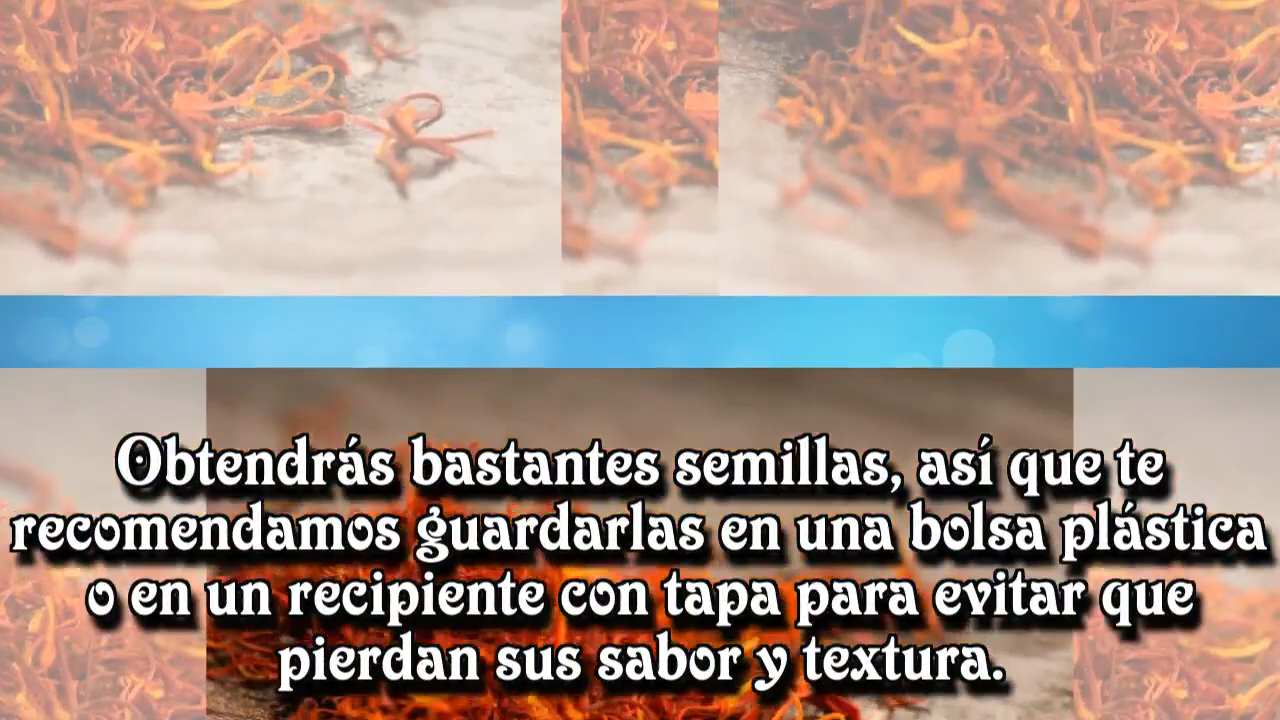 Obtendrás bastantes semillas, así que te
recomendamos guardarlas en una bolsa plástica
o en un recipiente con tapa para evitar que
pierdan sus sabor y textura.